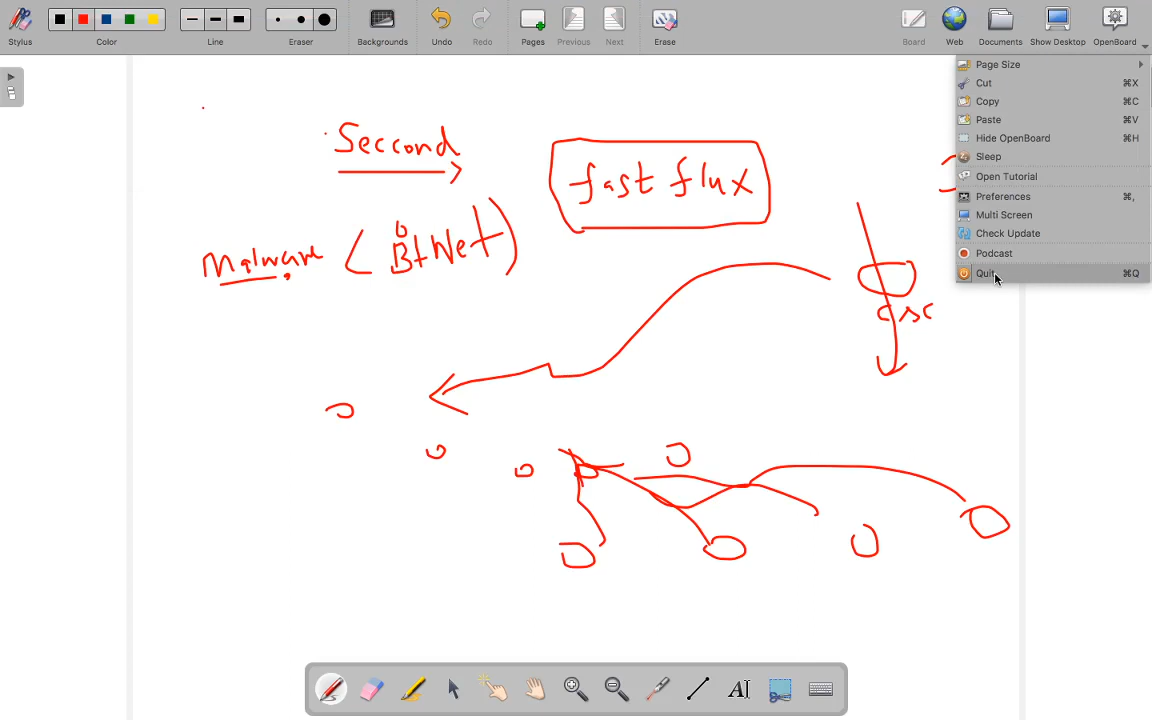 Stylus Color Line Eraser Backgrounds Undo Redo Pages Previous Next Erase Board Web Documents Show Desktop OpenBoard
Page Size
Cut ⌘X
Copy ⌘C
Paste ⌘V
Hide OpenBoard ⌘H
Sleep
Open Tutorial
Preferences ⌘,
Multi Screen
Check Update
Podcast
Quit ⌘Q
Seccond
fast flux
Malware (BotNet)